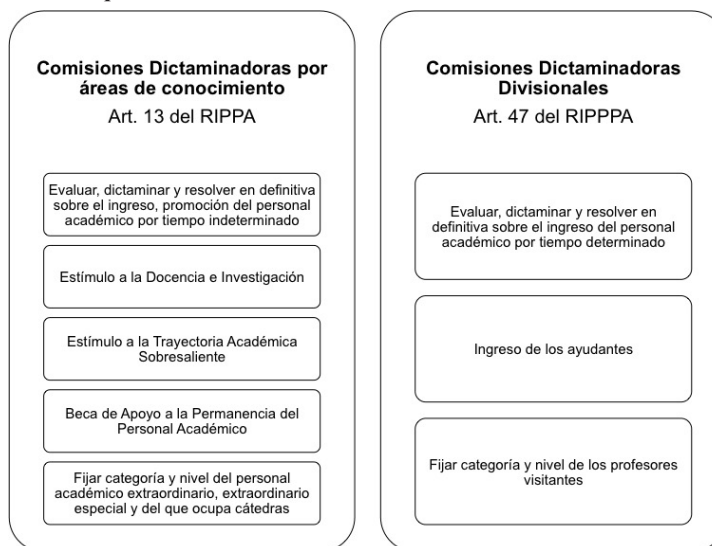 Comisiones Dictaminadoras por
áreas de conocimiento
Art. 13 del RIPPA
Evaluar, dictaminar y resolver en definitiva
sobre el ingreso, promoción del personal
académico por tiempo indeterminado
Estímulo a la Docencia e Investigación
Estímulo a la Trayectoria Académica
Sobresaliente
Beca de Apoyo a la Permanencia del
Personal Académico
Fijar categoría y nivel del personal
académico extraordinario, extraordinario
especial y del que ocupa cátedras
Comisiones Dictaminadoras
Divisionales
Art. 47 del RIPPPA
Evaluar, dictaminar y resolver en
definitiva sobre el ingreso del personal
académico por tiempo determinado
Ingreso de los ayudantes
Fijar categoría y nivel de los profesores
visitantes